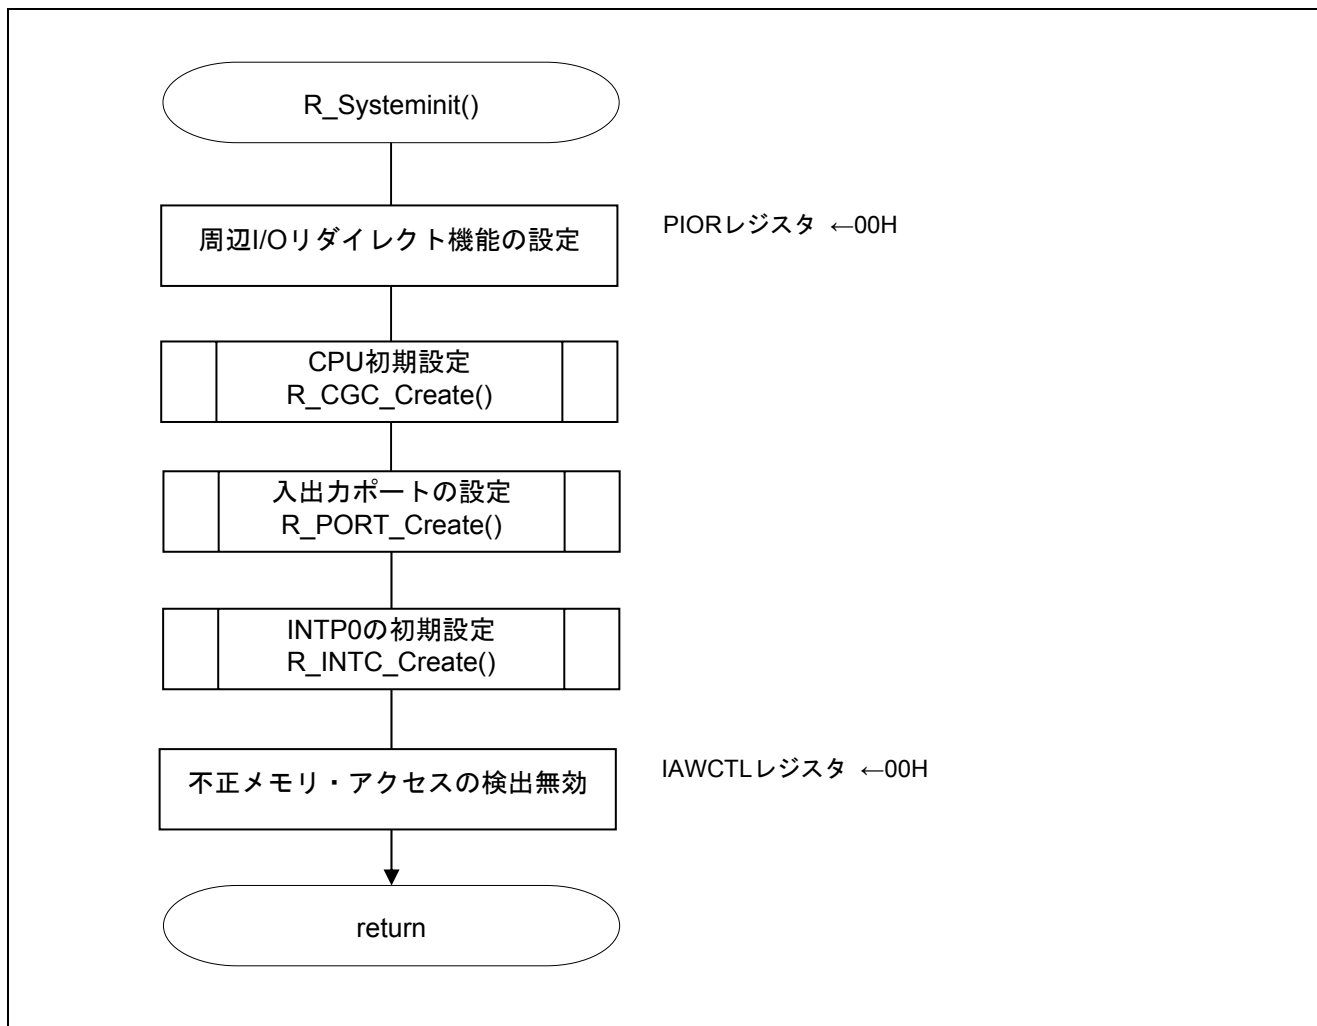 R_Systeminit()
周辺I/Oリダイレクト機能の設定
PIORレジスタ ←00H
CPU初期設定
R_CGC_Create()
入出力ポートの設定
R_PORT_Create()
INTP0の初期設定
R_INTC_Create()
不正メモリ・アクセスの検出無効
IAWCTLレジスタ ←00H
return